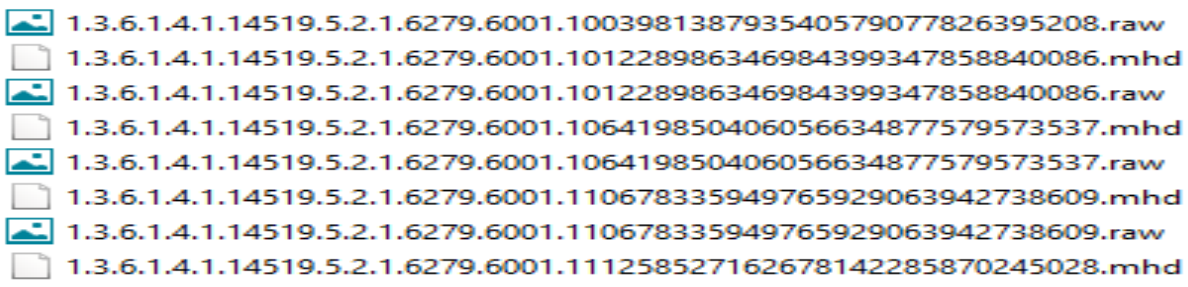 1.3.6.1.4.1.14519.5.2.1.6279.6001.100398138793540579077826395208.raw
1.3.6.1.4.1.14519.5.2.1.6279.6001.101228986346984399347858840086.mhd
1.3.6.1.4.1.14519.5.2.1.6279.6001.101228986346984399347858840086.raw
1.3.6.1.4.1.14519.5.2.1.6279.6001.106419850406056634877579573537.mhd
1.3.6.1.4.1.14519.5.2.1.6279.6001.106419850406056634877579573537.raw
1.3.6.1.4.1.14519.5.2.1.6279.6001.110678335949765929063942738609.mhd
1.3.6.1.4.1.14519.5.2.1.6279.6001.110678335949765929063942738609.raw
1.3.6.1.4.1.14519.5.2.1.6279.6001.111258527162678142285870245028.mhd